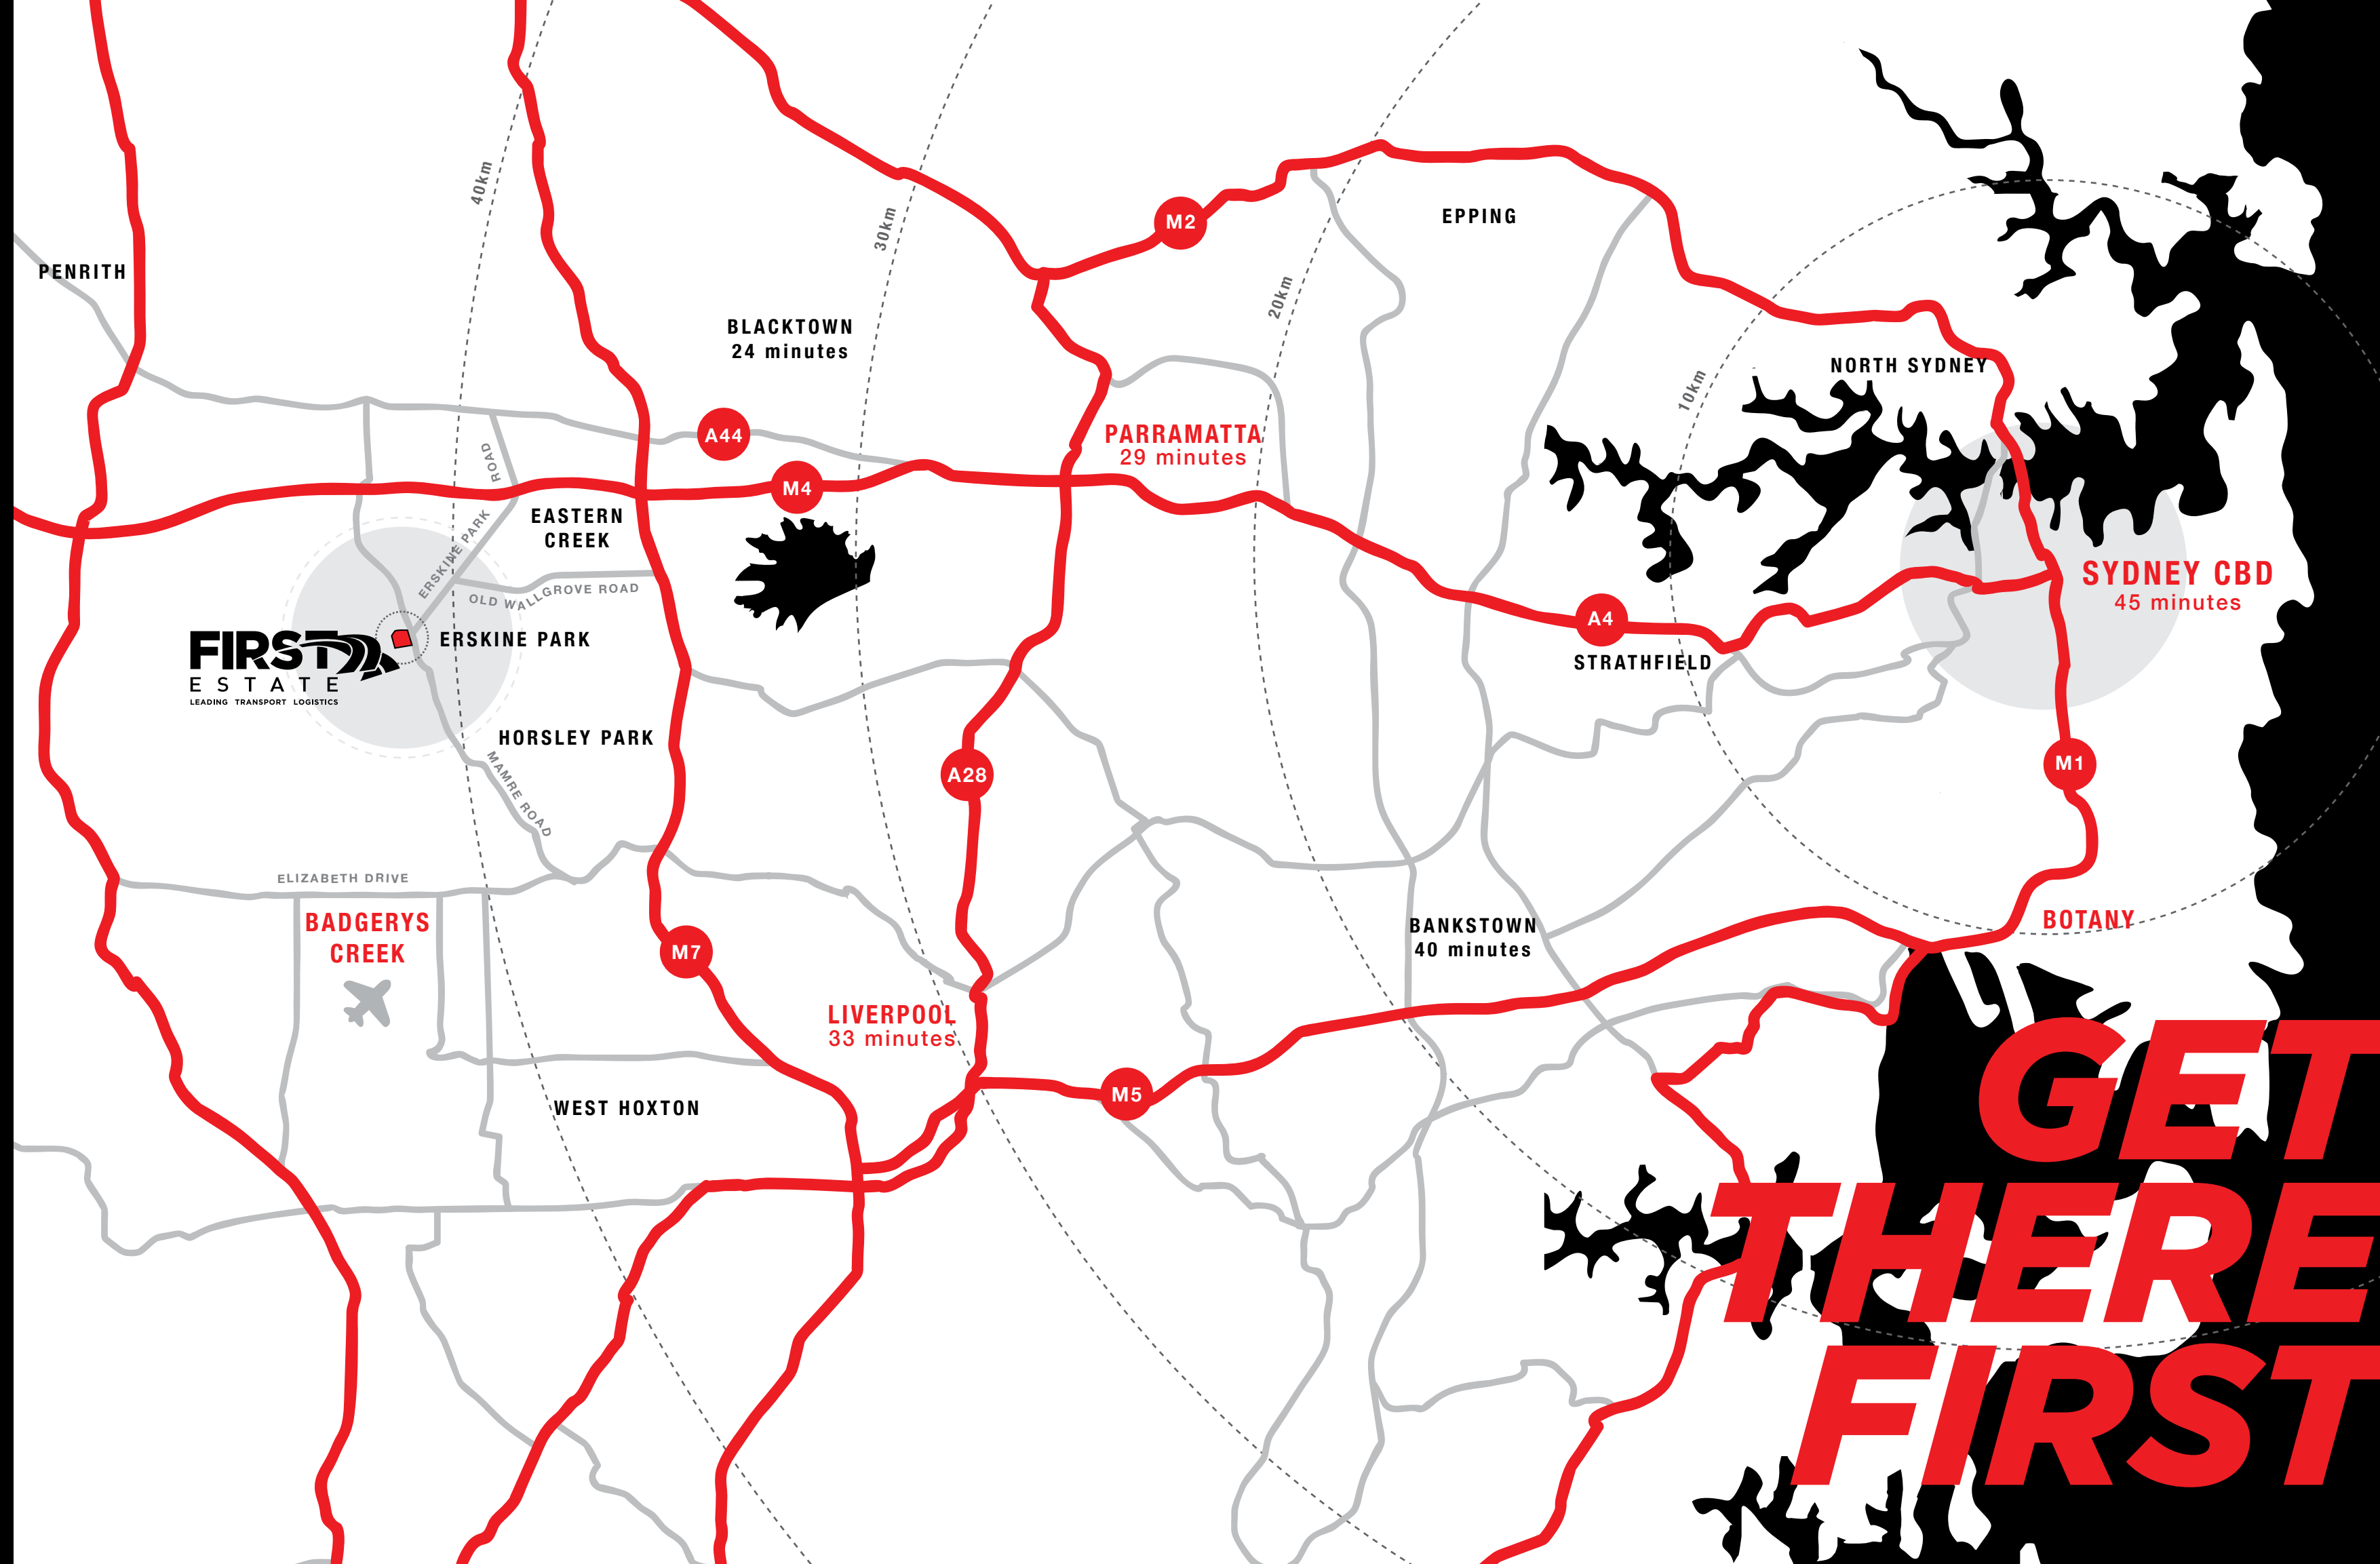 40km
30km
20km
10km
M2
EPPING
PENRITH
BLACKTOWN
24 minutes
NORTH SYDNEY
A44
ROAD
PARRAMATTA
29 minutes
M4
EASTERN
CREEK
ERSKINE PARK
OLD WALLGROVE ROAD
SYDNEY CBD
45 minutes
A4
STRATHFIELD
FIRST
ESTATE
LEADING TRANSPORT LOGISTICS
ERSKINE PARK
HORSLEY PARK
MAMRE ROAD
A28
M1
ELIZABETH DRIVE
BADGERYS
CREEK
M7
BANKSTOWN
40 minutes
BOTANY
LIVERPOOL
33 minutes
M5
WEST HOXTON
GET
THERE
FIRST